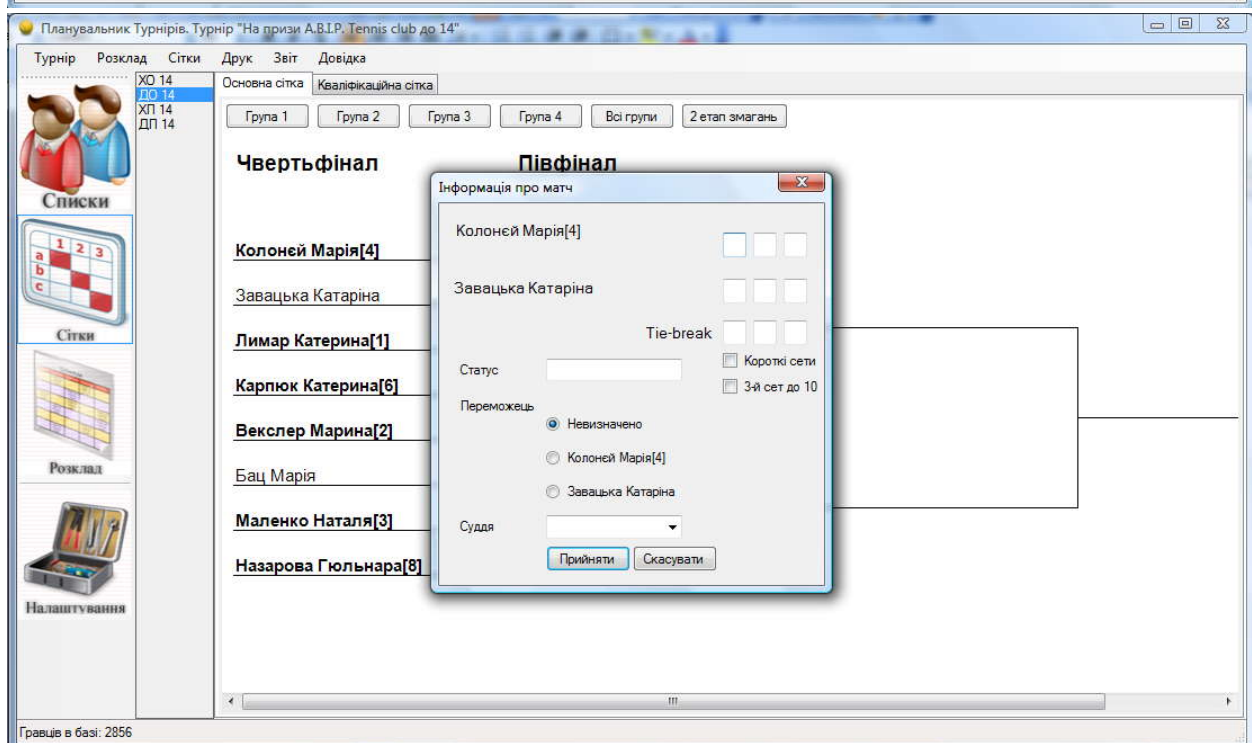 Планувальник Турнірів. Турнір "На призи A.B.I.P. Tennis club до 14"
Турнір Розклад Сітки Друк Звіт Довідка
ХО 14
ДО 14
ХП 14
ДП 14
Основна сітка Кваліфікаційна сітка
Група 1 Група 2 Група 3 Група 4 Всі групи 2 етап змагань
Чвертьфінал Півфінал
Списки
Сітки
Розклад
Налаштування
Колонєй Марія[4]
Завацька Катаріна
Лимар Катерина[1]
Карпюк Катерина[6]
Векслер Марина[2]
Бац Марія
Маленко Наталя[3]
Назарова Гюльнара[8]
Інформація про матч
Колонєй Марія[4]
Завацька Катаріна
Tie-break
Короткі сети
3-й сет до 10
Статус
Переможець
Невизначено
Колонєй Марія[4]
Завацька Катаріна
Суддя
Прийняти Скасувати
Гравців в базі: 2856
1 2 3
a
b
c